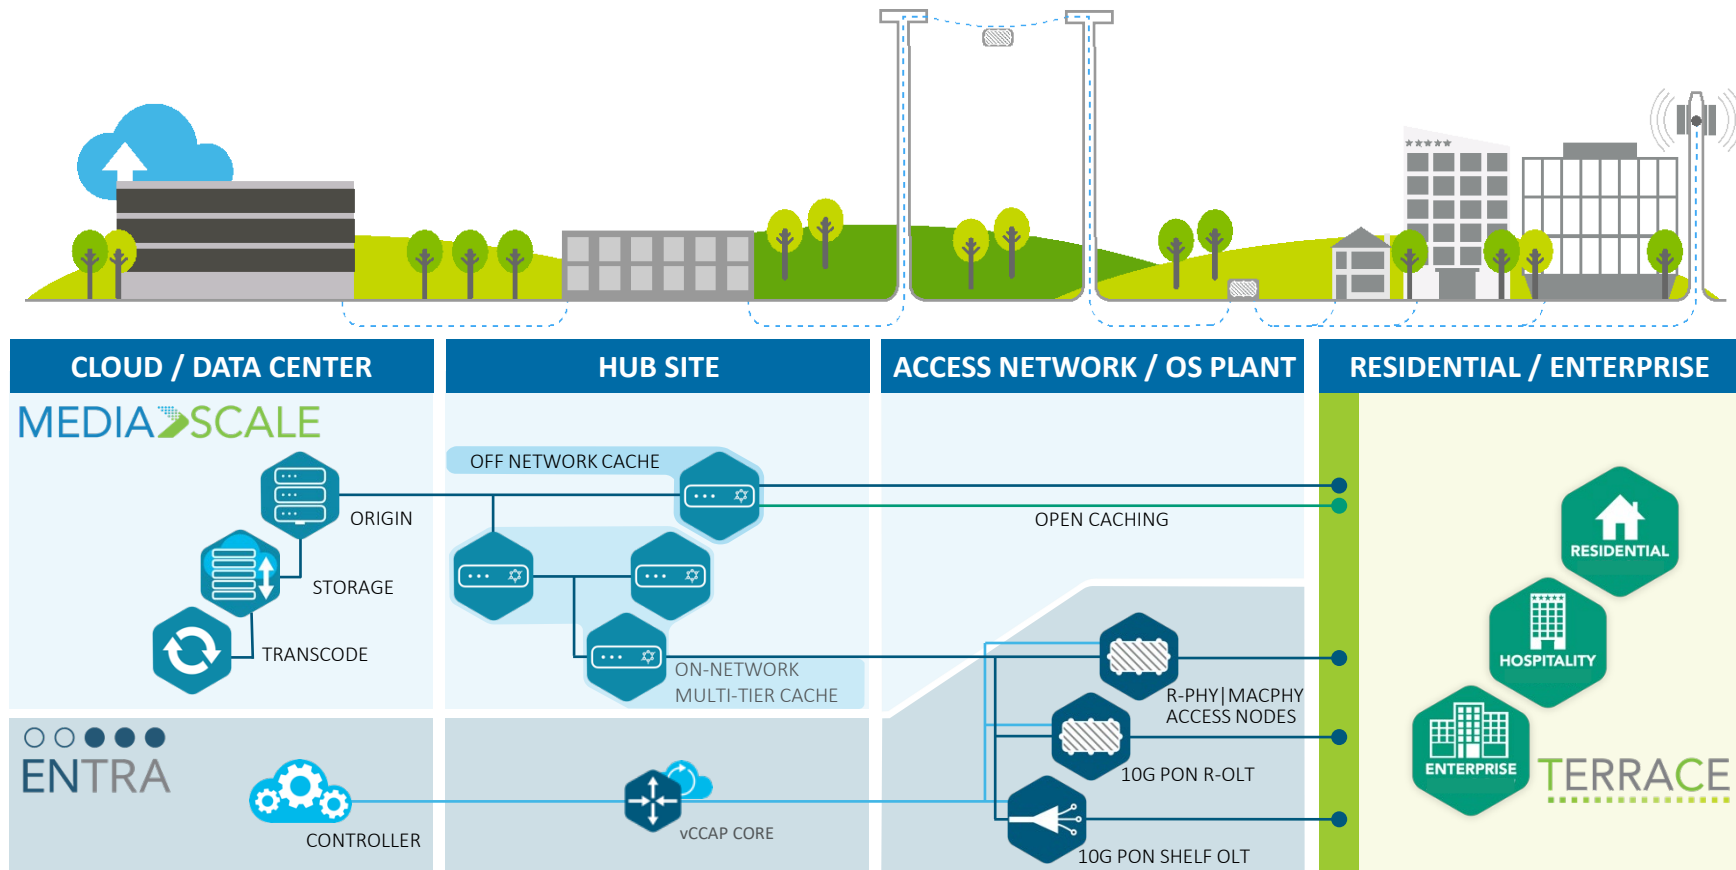 CLOUD / DATA CENTER
HUB SITE
ACCESS NETWORK / OS PLANT
RESIDENTIAL / ENTERPRISE
MEDIA SCALE
ORIGIN
STORAGE
TRANSCODE
OFF NETWORK CACHE
ON-NETWORK
MULTI-TIER CACHE
OPEN CACHING
R-PHY|MACPHY
ACCESS NODES
10G PON R-OLT
10G PON SHELF OLT
ENTRA
CONTROLLER
vCCAP CORE
RESIDENTIAL
HOSPITALITY
ENTERPRISE
TERRACE